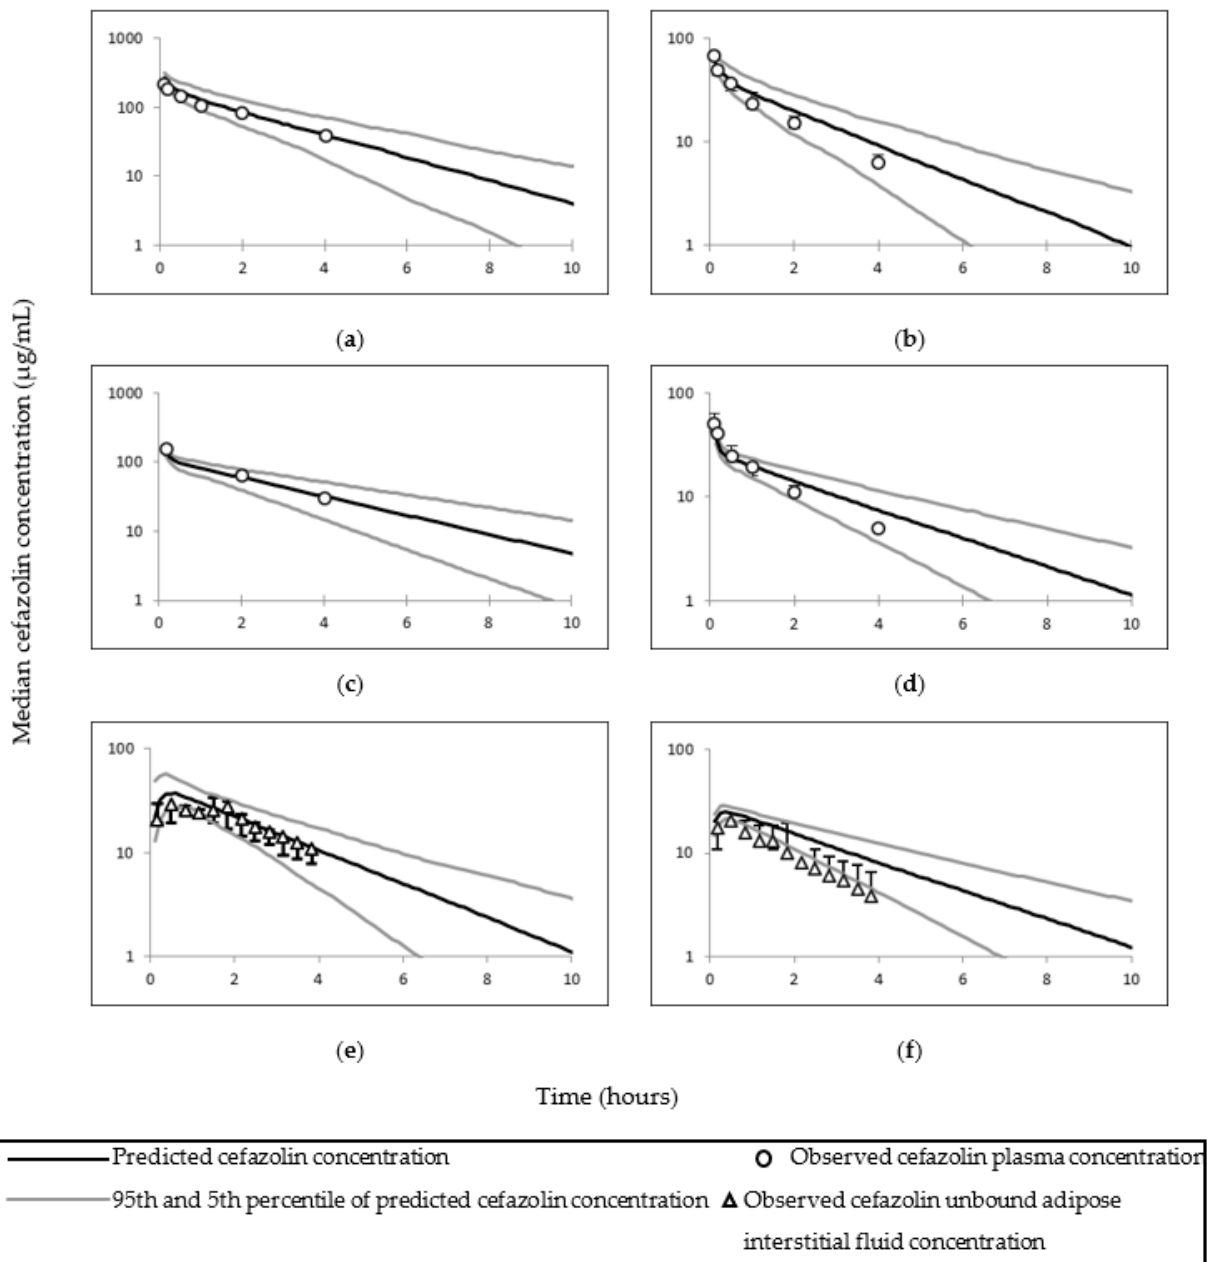 1000
100
10
1
0 2 4 6 8 10
(a)
100
10
1
0 2 4 6 8 10
(b)
1000
100
10
1
0 2 4 6 8 10
(c)
100
10
1
0 2 4 6 8 10
(d)
100
10
1
0 2 4 6 8 10
(e)
100
10
1
0 2 4 6 8 10
(f)
Median cefazolin concentration (µg/mL)
Time (hours)
Predicted cefazolin concentration
Observed cefazolin plasma concentration
95th and 5th percentile of predicted cefazolin concentration
Observed cefazolin unbound adipose
interstitial fluid concentration